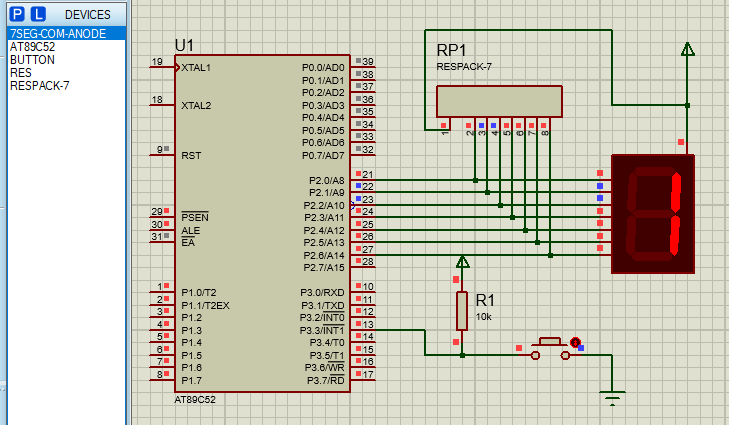 P L DEVICES
7SEG-COM-ANODE
AT89C52
BUTTON
RES
RESPACK-7
U1
19 XTAL1
18 XTAL2
9 RST
29 PSEN
30 ALE
31 EA
1 P1.0/T2
2 P1.1/T2EX
3 P1.2
4 P1.3
5 P1.4
6 P1.5
7 P1.6
8 P1.7
P0.0/AD0 39
P0.1/AD1 38
P0.2/AD2 37
P0.3/AD3 36
P0.4/AD4 35
P0.5/AD5 34
P0.6/AD6 33
P0.7/AD7 32
P2.0/A8 21
P2.1/A9 22
P2.2/A10 23
P2.3/A11 24
P2.4/A12 25
P2.5/A13 26
P2.6/A14 27
P2.7/A15 28
P3.0/RXD 10
P3.1/TXD 11
P3.2/INT0 12
P3.3/INT1 13
P3.4/T0 14
P3.5/T1 15
P3.6/WR 16
P3.7/RD 17
AT89C52
RP1
RESPACK-7
1 2 3 4 5 6 7 8
R1
10k